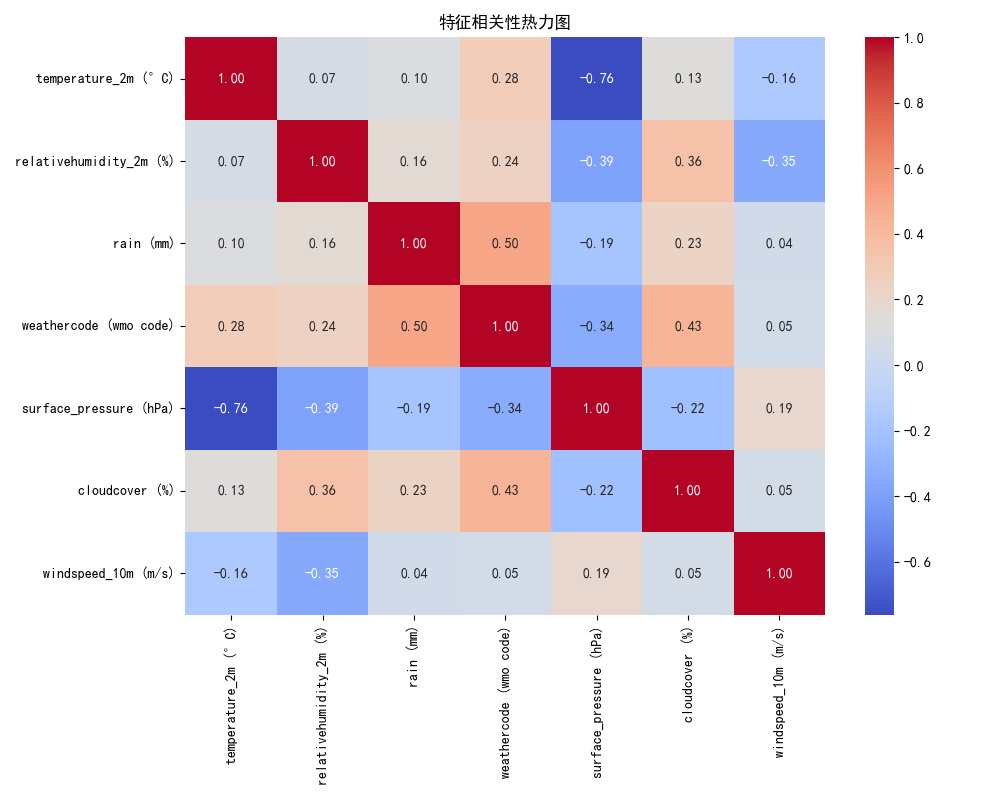 特征相关性热力图
temperature_2m (°C) 1.00 0.07 0.10 0.28 -0.76 0.13 -0.16
relativehumidity_2m (%) 0.07 1.00 0.16 0.24 -0.39 0.36 -0.35
rain (mm) 0.10 0.16 1.00 0.50 -0.19 0.23 0.04
weathercode (wmo code) 0.28 0.24 0.50 1.00 -0.34 0.43 0.05
surface_pressure (hPa) -0.76 -0.39 -0.19 -0.34 1.00 -0.22 0.19
cloudcover (%) 0.13 0.36 0.23 0.43 -0.22 1.00 0.05
windspeed_10m (m/s) -0.16 -0.35 0.04 0.05 0.19 0.05 1.00
temperature_2m (°C)
relativehumidity_2m (%)
rain (mm)
weathercode (wmo code)
surface_pressure (hPa)
cloudcover (%)
windspeed_10m (m/s)
1.0
0.8
0.6
0.4
0.2
0.0
-0.2
-0.4
-0.6